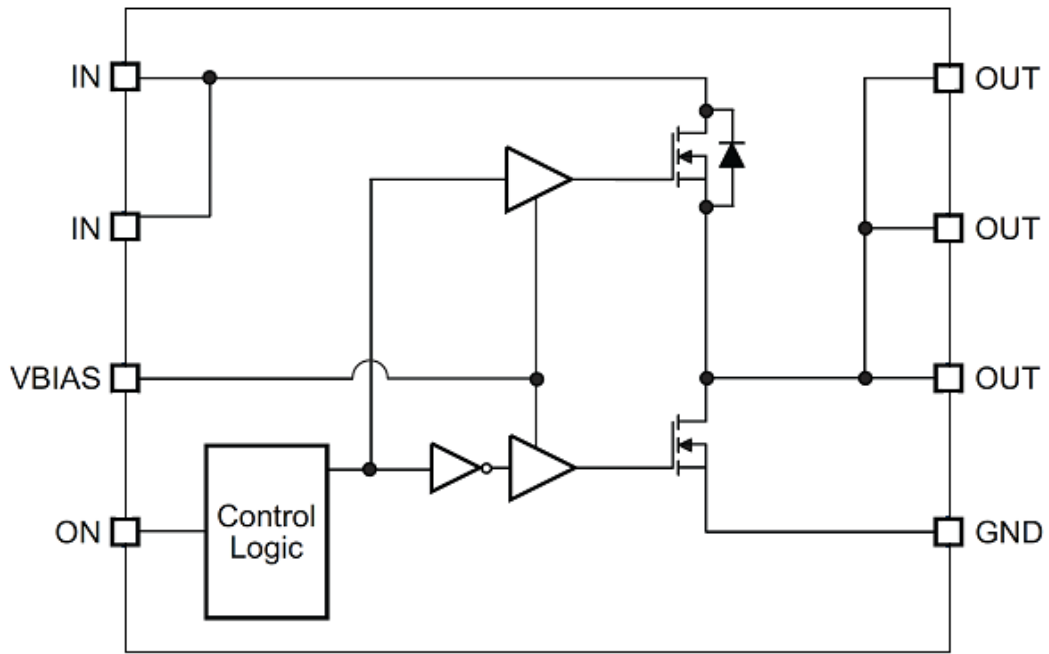 IN
OUT
IN
OUT
VBIAS
OUT
Control
Logic
ON
GND